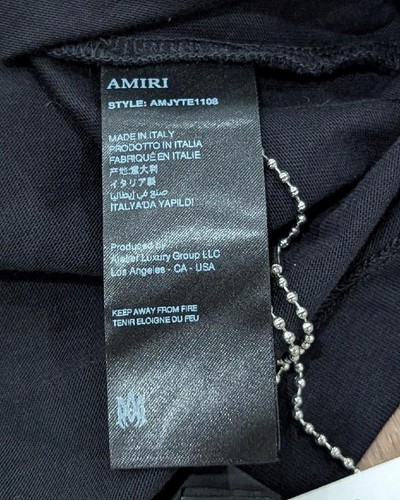 AMIRI
STYLE: AMJYTE1108
MADE IN ITALY
PRODOTTO IN ITALIA
FABRIQUÉ EN ITALIE
产地:意大利
イタリア製
صنع في إيطاليا
ITALYA'DA YAPILDI
Produced by
Atelier Luxury Group LLC
Los Angeles - CA - USA
KEEP AWAY FROM FIRE
TENIR ELOIGNE DU FEU